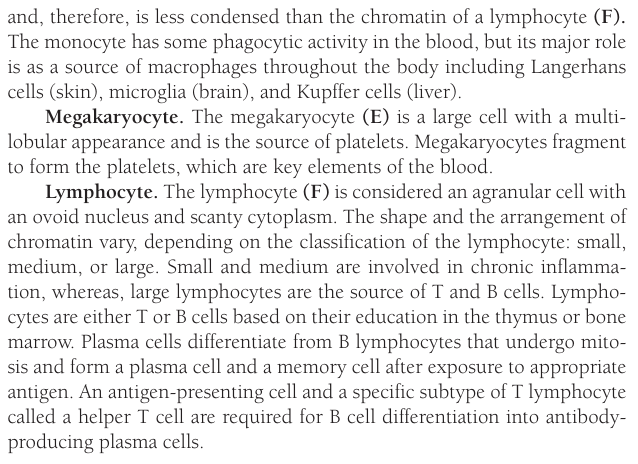 and, therefore, is less condensed than the chromatin of a lymphocyte (F).
The monocyte has some phagocytic activity in the blood, but its major role
is as a source of macrophages throughout the body including Langerhans
cells (skin), microglia (brain), and Kupffer cells (liver).
Megakaryocyte. The megakaryocyte (E) is a large cell with a multi-
lobular appearance and is the source of platelets. Megakaryocytes fragment
to form the platelets, which are key elements of the blood.
Lymphocyte. The lymphocyte (F) is considered an agranular cell with
an ovoid nucleus and scanty cytoplasm. The shape and the arrangement of
chromatin vary, depending on the classification of the lymphocyte: small,
medium, or large. Small and medium are involved in chronic inflamma-
tion, whereas, large lymphocytes are the source of T and B cells. Lympho-
cytes are either T or B cells based on their education in the thymus or bone
marrow. Plasma cells differentiate from B lymphocytes that undergo mito-
sis and form a plasma cell and a memory cell after exposure to appropriate
antigen. An antigen-presenting cell and a specific subtype of T lymphocyte
called a helper T cell are required for B cell differentiation into antibody-
producing plasma cells.